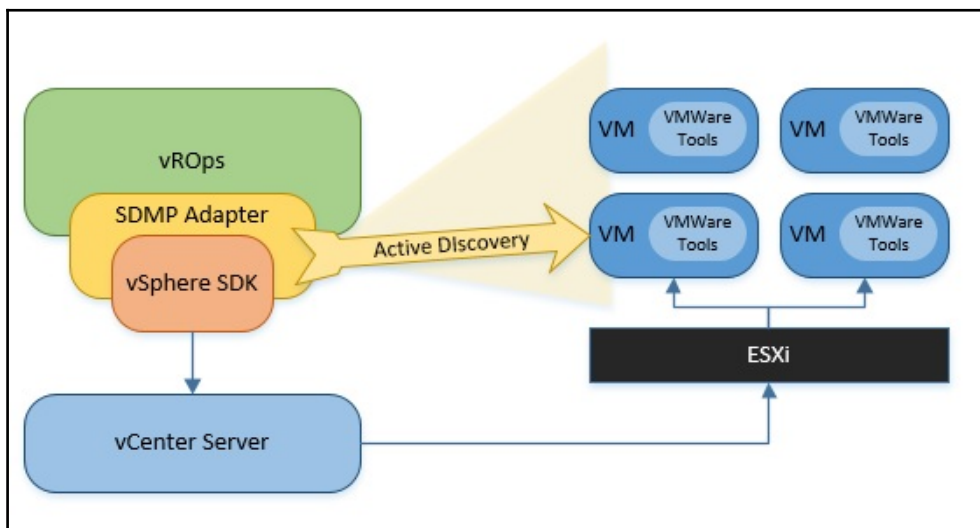 vROps
SDMP Adapter
vSphere SDK
Active Discovery
vCenter Server
VM
VMWare
Tools
VM
VMWare
Tools
VM
VMWare
Tools
VM
VMWare
Tools
ESXi